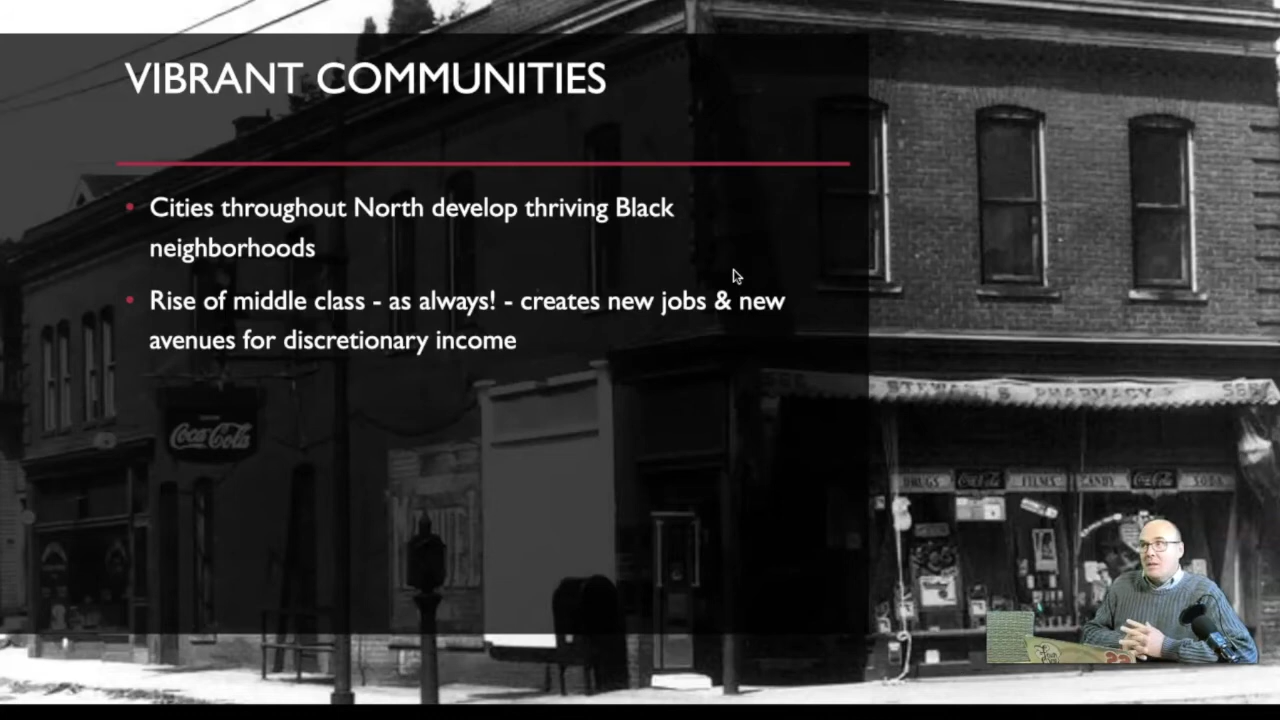 VIBRANT COMMUNITIES
• Cities throughout North develop thriving Black
neighborhoods
• Rise of middle class - as always! - creates new jobs & new
avenues for discretionary income
Coca-Cola
STEWART'S PHARMACY
DRUGS Coca-Cola FILMS CANDY Coca-Cola SODA